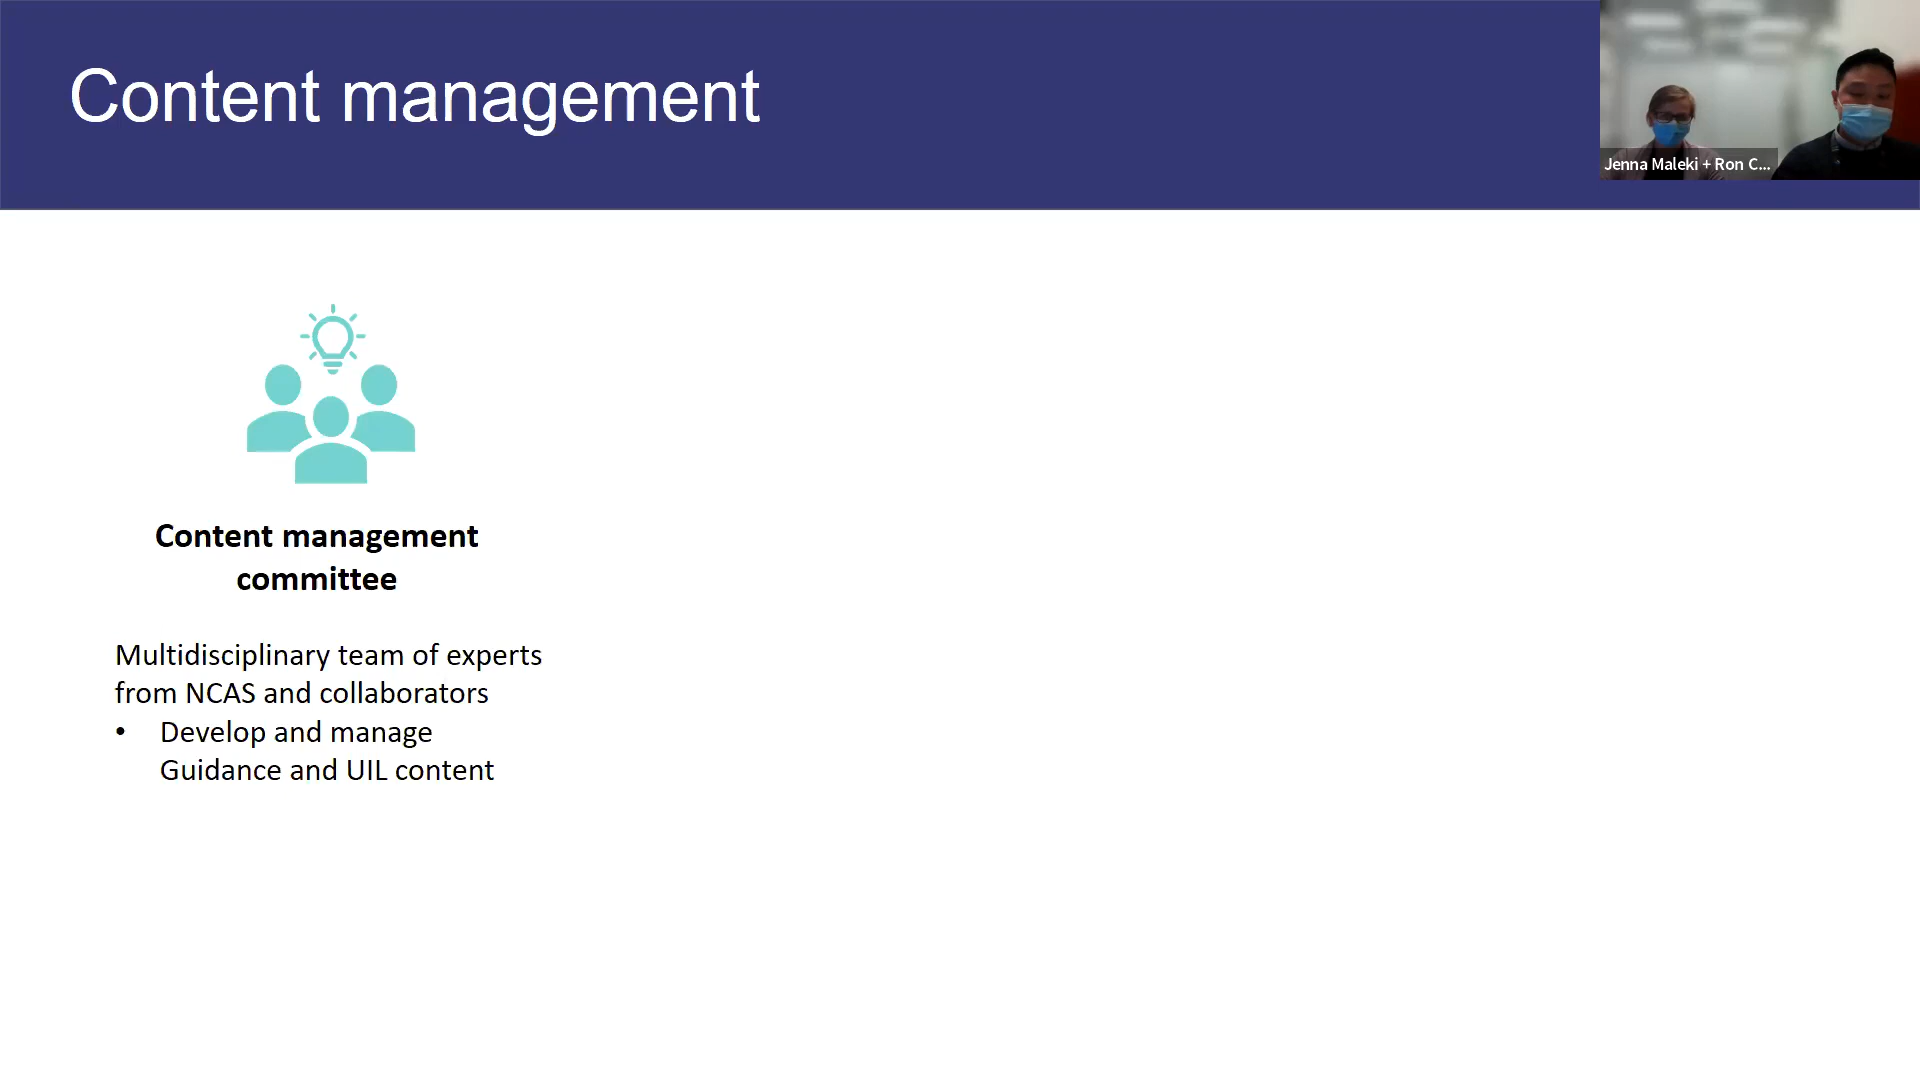 Content management
Jenna Maleki + Ron C...
Content management
committee
Multidisciplinary team of experts
from NCAS and collaborators
• Develop and manage
Guidance and UIL content